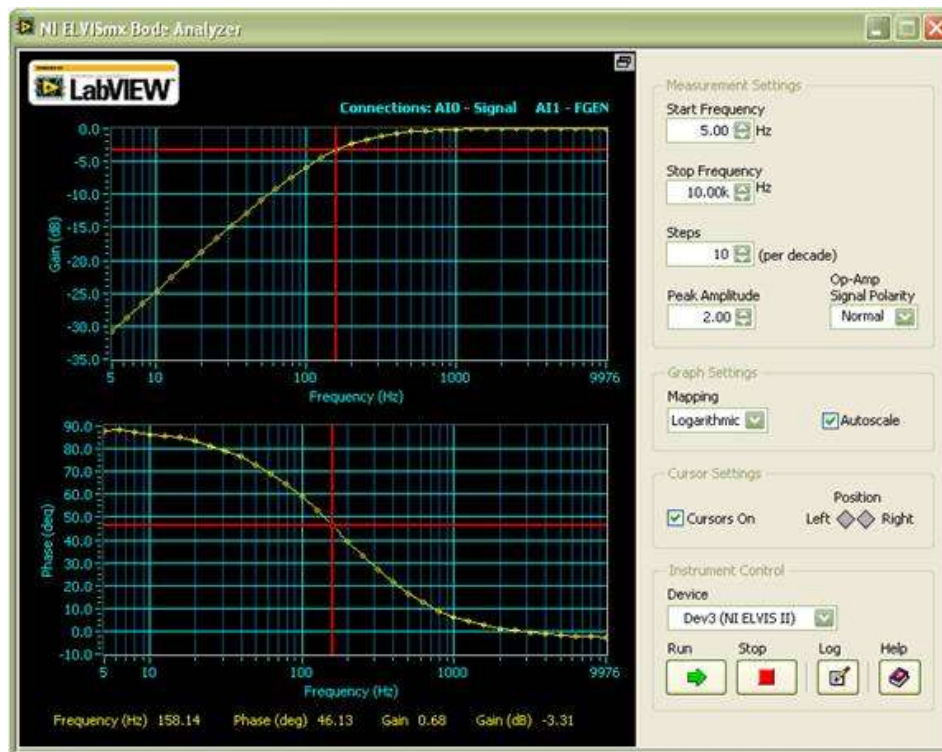 NI ELVISmx Bode Analyzer
LabVIEW
Connections: AI0 - Signal AI1 - FGEN
0.0
-5.0
-10.0
-15.0
-20.0
-25.0
-30.0
-35.0
Gain (dB)
5 10 100 1000 9976
Frequency (Hz)
90.0
80.0
70.0
60.0
50.0
40.0
30.0
20.0
10.0
0.0
-10.0
Phase (deg)
5 10 100 1000 9976
Frequency (Hz)
Frequency (Hz) 158.14 Phase (deg) 46.13 Gain 0.68 Gain (dB) -3.31
Measurement Settings
Start Frequency
5.00 Hz
Stop Frequency
10.00k Hz
Steps
10 (per decade)
Peak Amplitude
2.00
Op-Amp
Signal Polarity
Normal
Graph Settings
Mapping
Logarithmic Autoscale
Cursor Settings
Cursors On
Position
Left Right
Instrument Control
Device
Dev3 (NI ELVIS II)
Run Stop Log Help